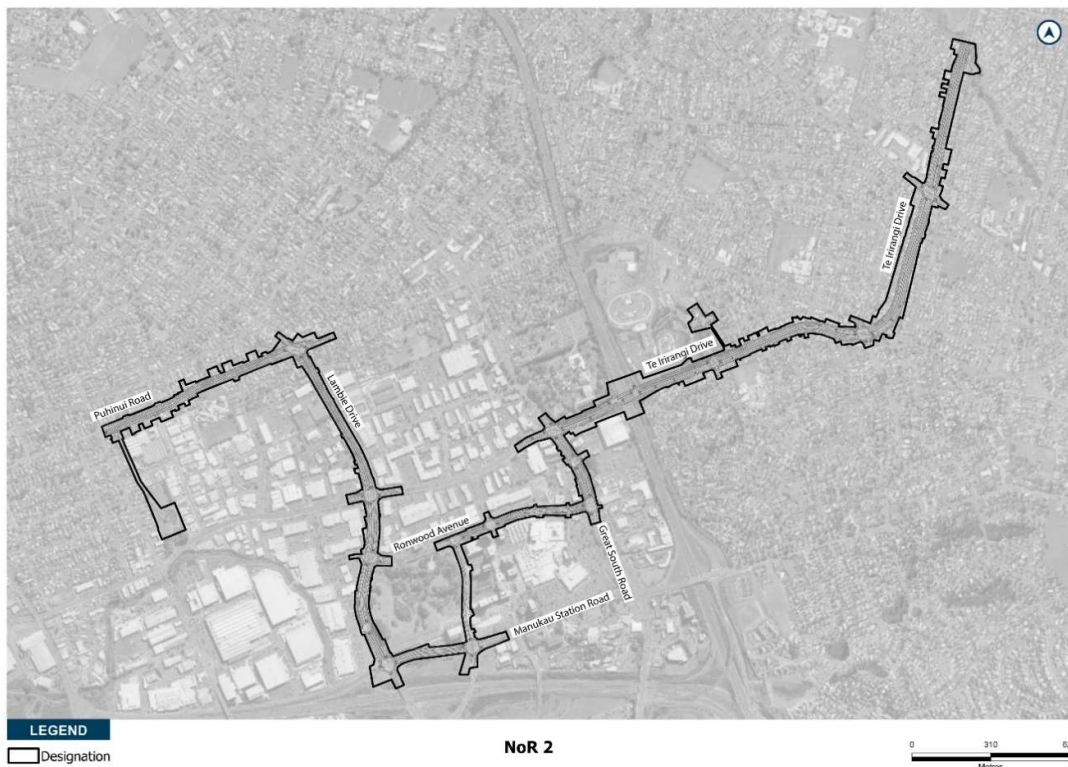 Te Irirangi Drive
Te Irirangi Drive
Puhinui Road
Lambie Drive
Ronwood Avenue
Great South Road
Manukau Station Road
LEGEND
Designation
NoR 2
0 310
Metres